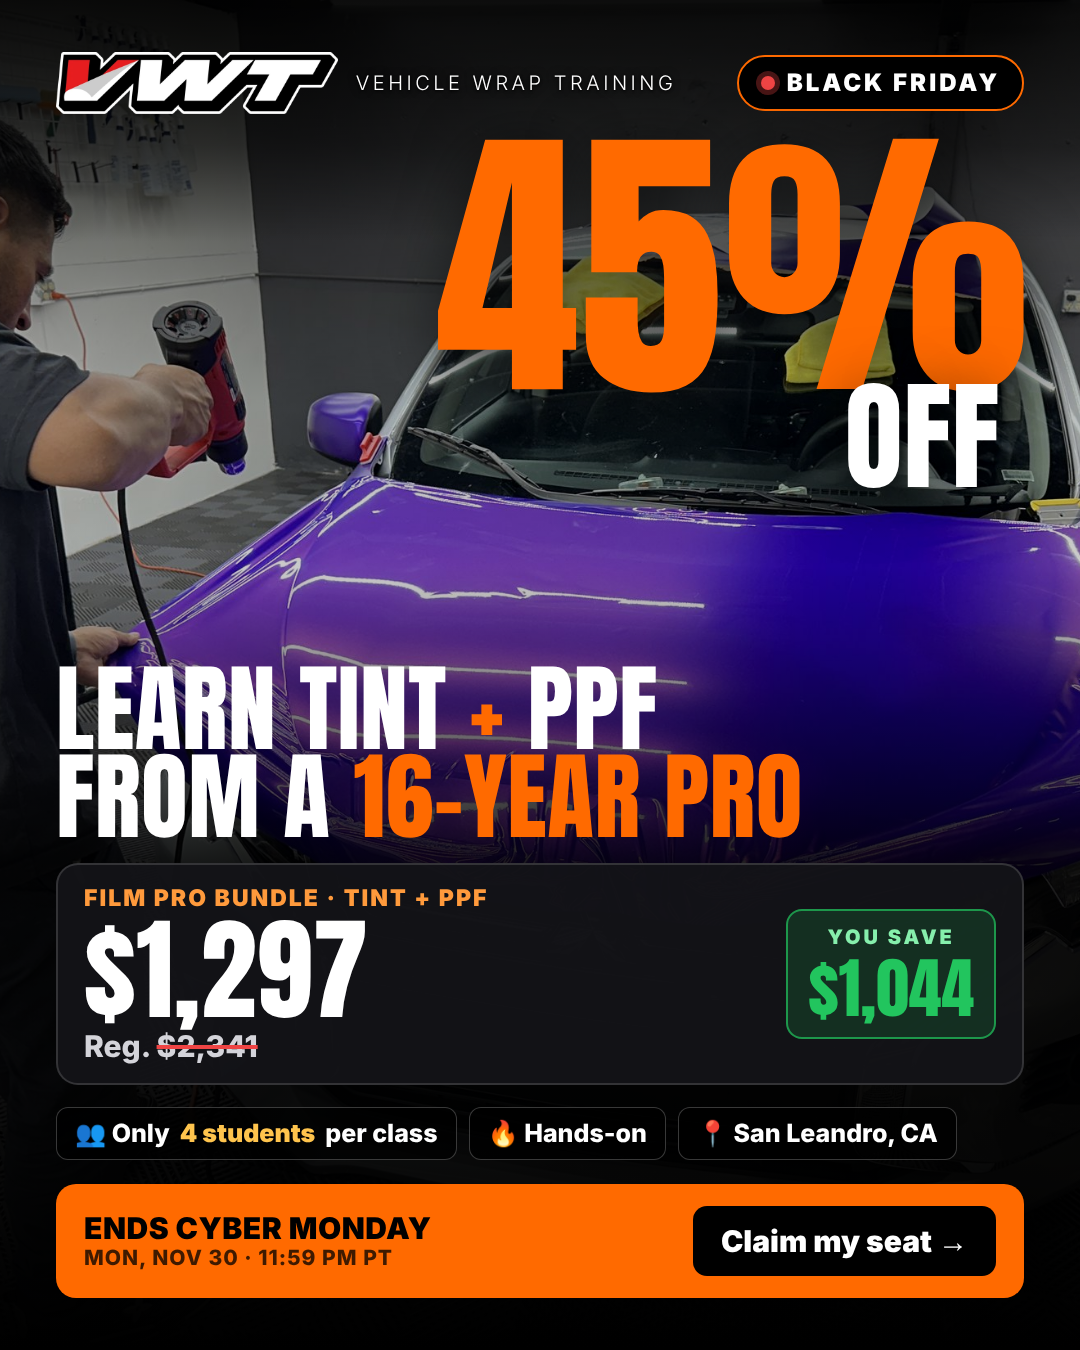 VWT VEHICLE WRAP TRAINING
BLACK FRIDAY
45%
OFF
LEARN TINT + PPF
FROM A 16-YEAR PRO
FILM PRO BUNDLE · TINT + PPF
$1,297
Reg. $2,341
YOU SAVE
$1,044
👥 Only 4 students per class
🔥 Hands-on
📍 San Leandro, CA
ENDS CYBER MONDAY
MON, NOV 30 · 11:59 PM PT
Claim my seat →